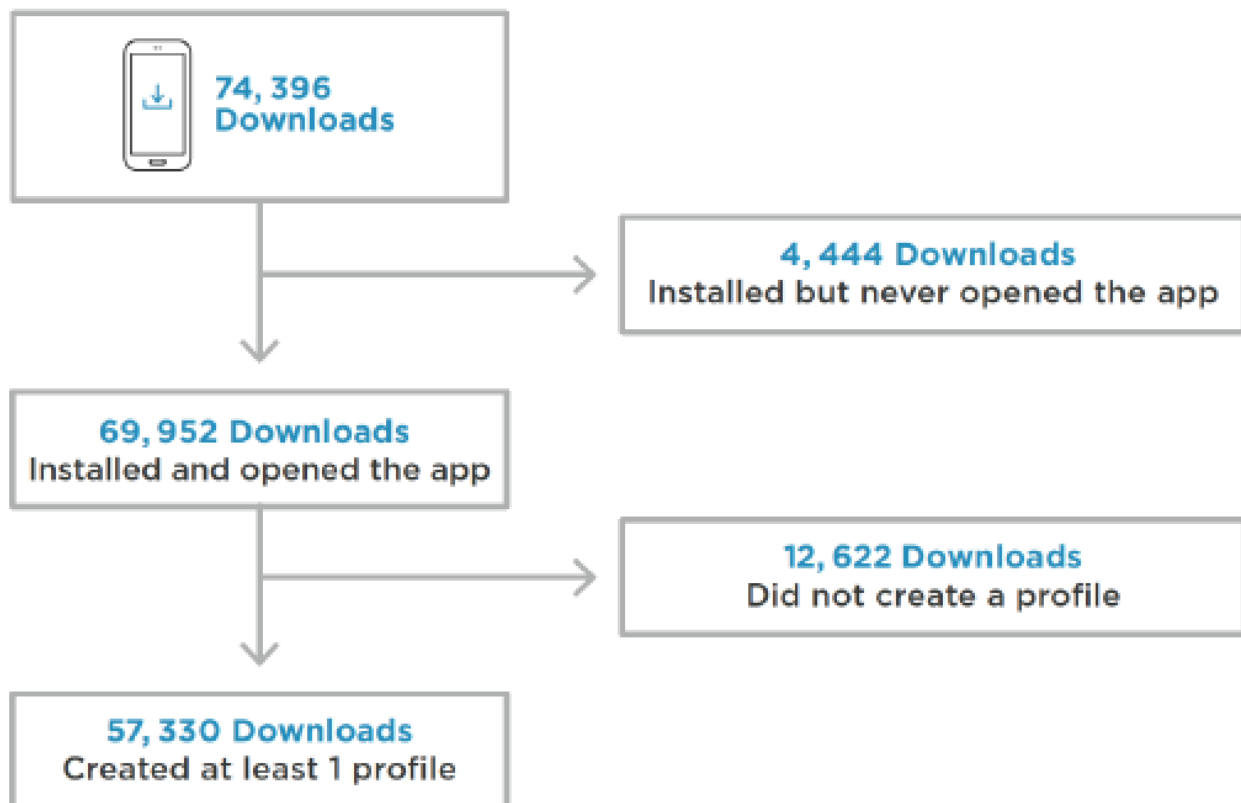 74, 396
Downloads
4, 444 Downloads
Installed but never opened the app
69, 952 Downloads
Installed and opened the app
12, 622 Downloads
Did not create a profile
57, 330 Downloads
Created at least 1 profile